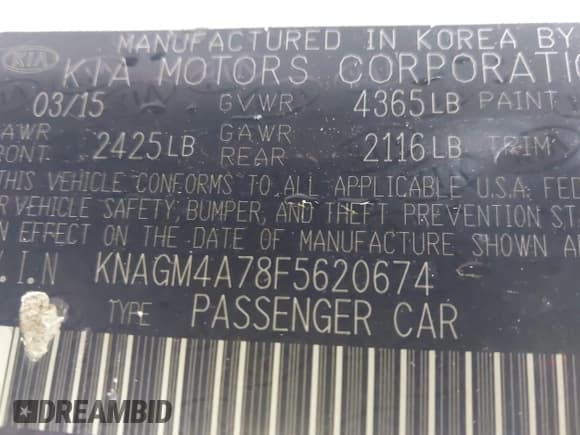 MANUFACTURED IN KOREA BY
KIA KIA MOTORS CORPORATIO
03/15 GVWR 4365LB PAINT
AWR GAWR
RONT 2425LB REAR 2116LB TRIM
THIS VEHICLE CONFORMS TO ALL APPLICABLE U.S.A. FED
R VEHICLE SAFETY, BUMPER, AND THEFT PREVENTION ST
N EFFECT ON THE DATE OF MANUFACTURE SHOWN A
.I.N KNAGM4A78F5620674
TYPE PASSENGER CAR
DREAMBID